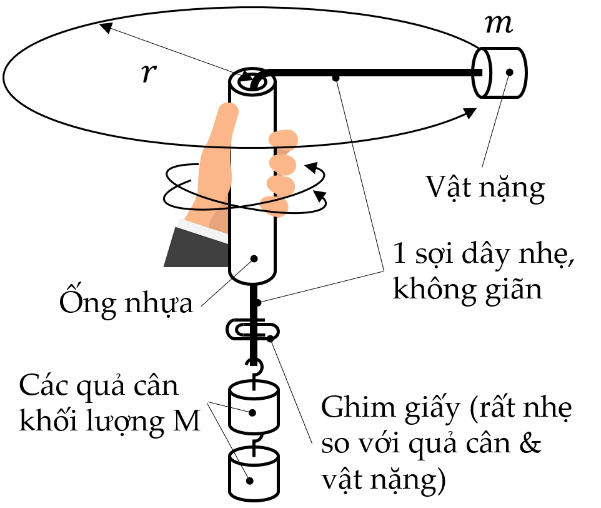 m
r
Vật nặng
1 sợi dây nhẹ,
không giãn
Ống nhựa
Các quả cân
khối lượng M
Ghim giấy (rất nhẹ
so với quả cân &
vật nặng)